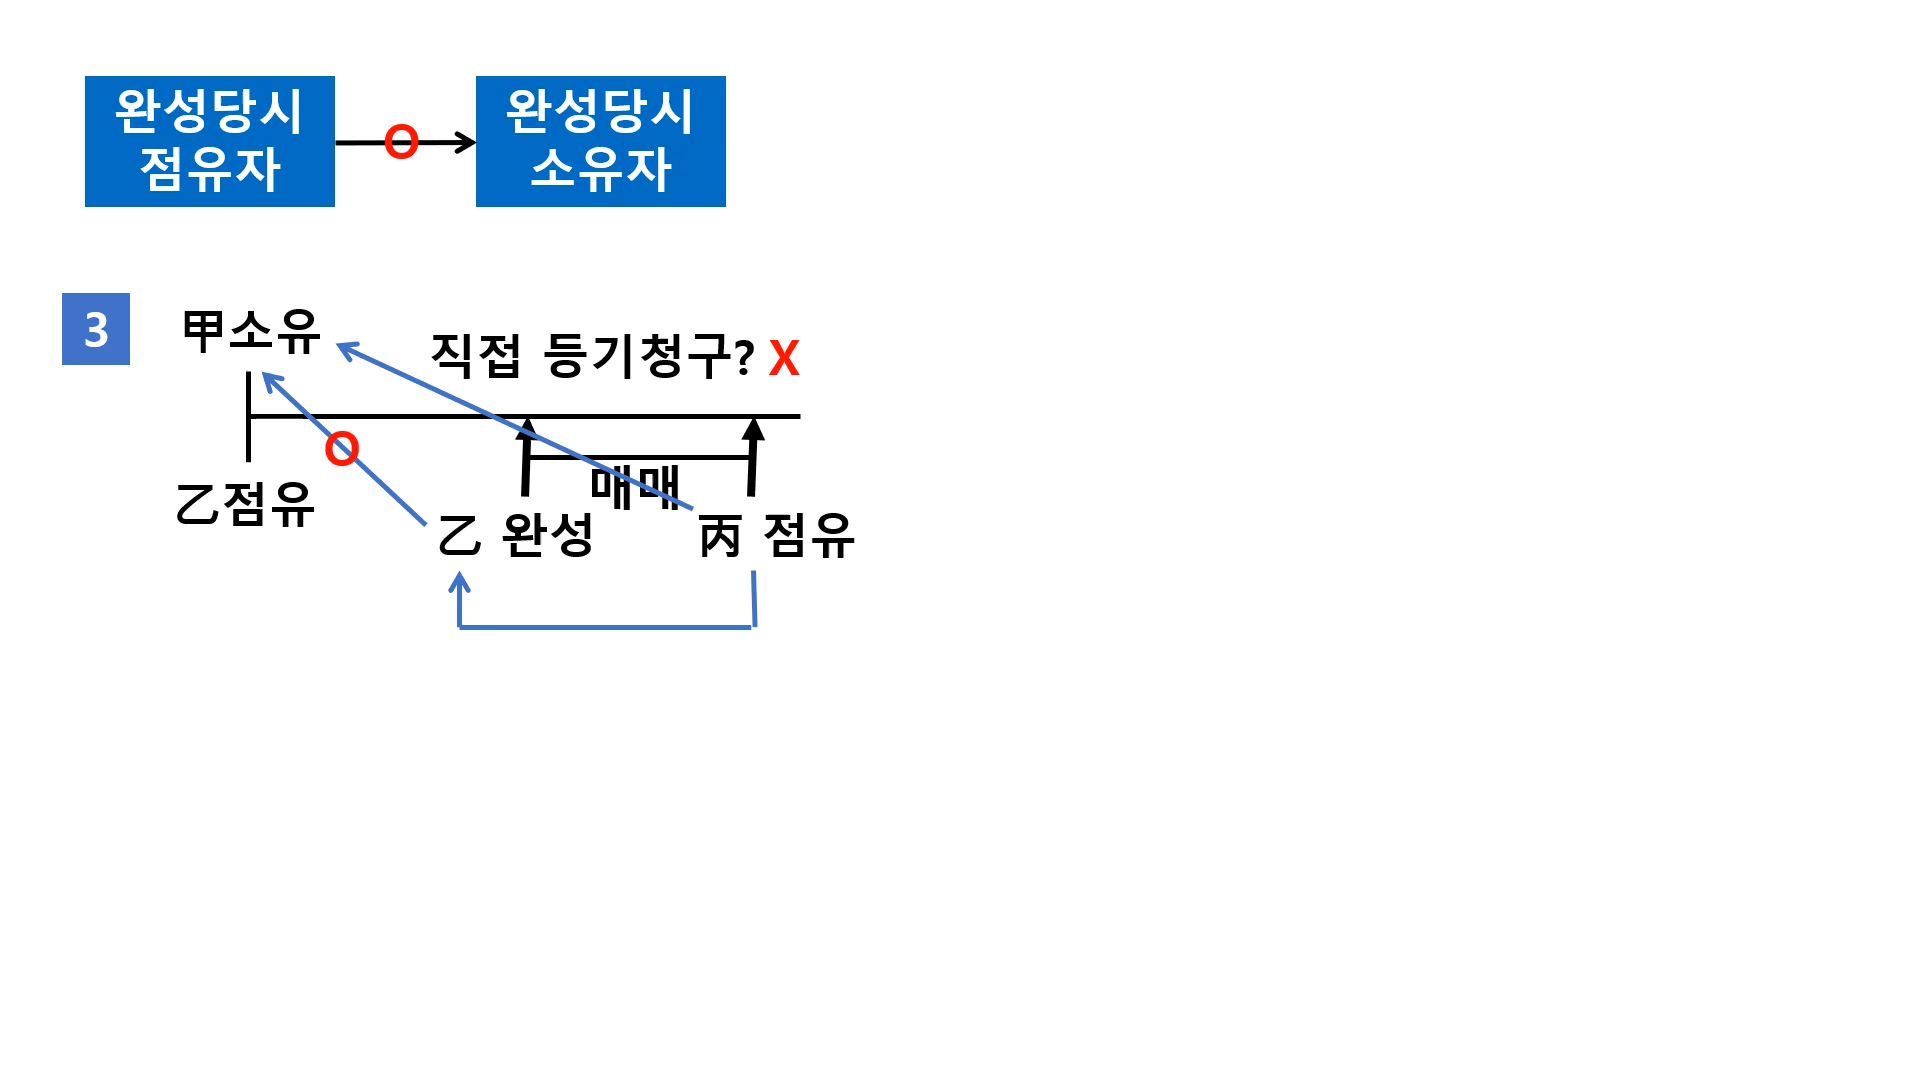 완성당시
점유자
O
완성당시
소유자
3
甲소유
직접 등기청구? X
O
매매
乙점유
乙 완성
丙 점유